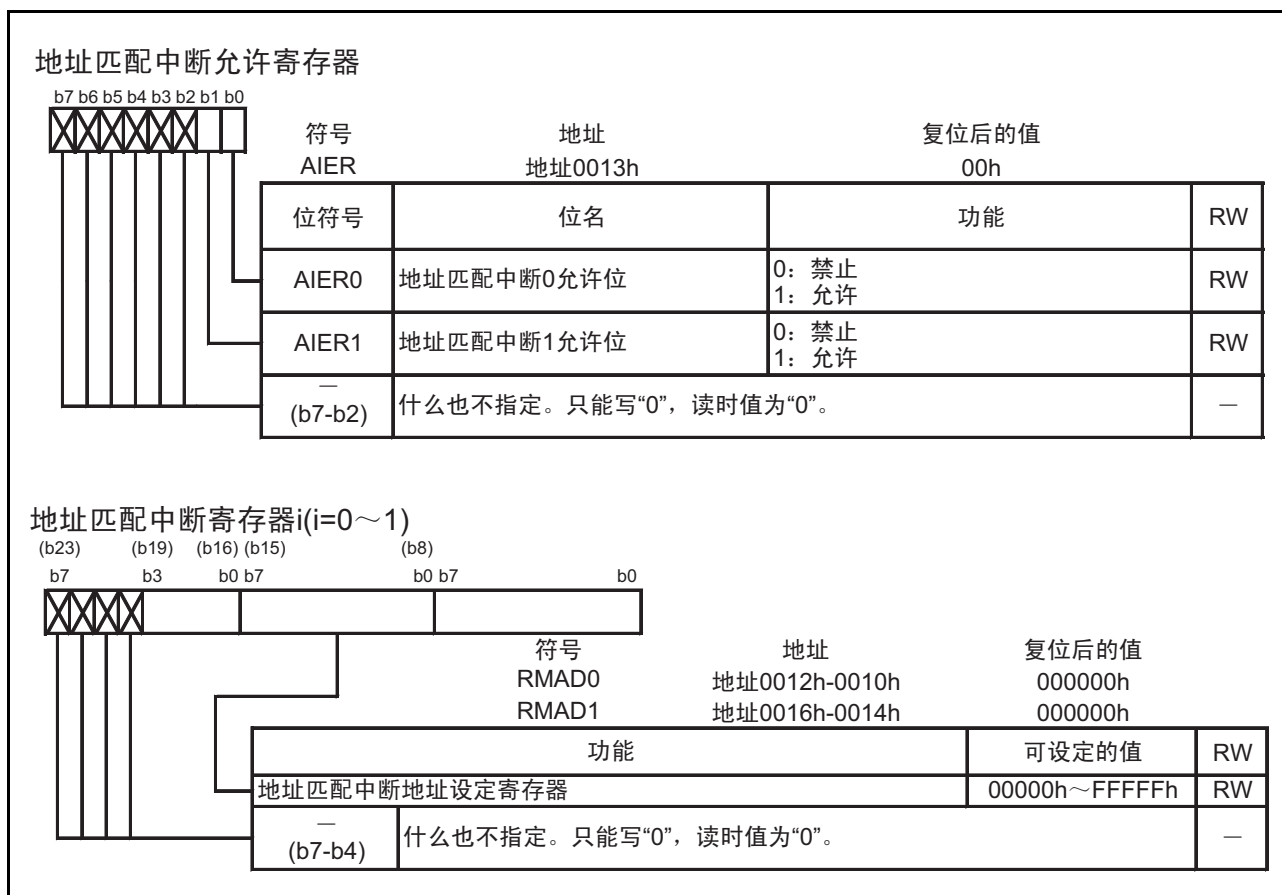 地址匹配中断允许寄存器
b7 b6 b5 b4 b3 b2 b1 b0
符号 地址 复位后的值
AIER 地址0013h 00h
位符号 位名 功能 RW
AIER0 地址匹配中断0允许位 0：禁止 RW
1：允许
AIER1 地址匹配中断1允许位 0：禁止 RW
1：允许
—
(b7-b2) 什么也不指定。只能写“0”，读时值为“0”。 —
地址匹配中断寄存器i(i=0～1)
(b23) (b19) (b16) (b15) (b8)
b7 b3 b0 b7 b0 b7 b0
符号 地址 复位后的值
RMAD0 地址0012h-0010h 000000h
RMAD1 地址0016h-0014h 000000h
功能 可设定的值 RW
地址匹配中断地址设定寄存器 00000h～FFFFFh RW
—
(b7-b4) 什么也不指定。只能写“0”，读时值为“0”。 —